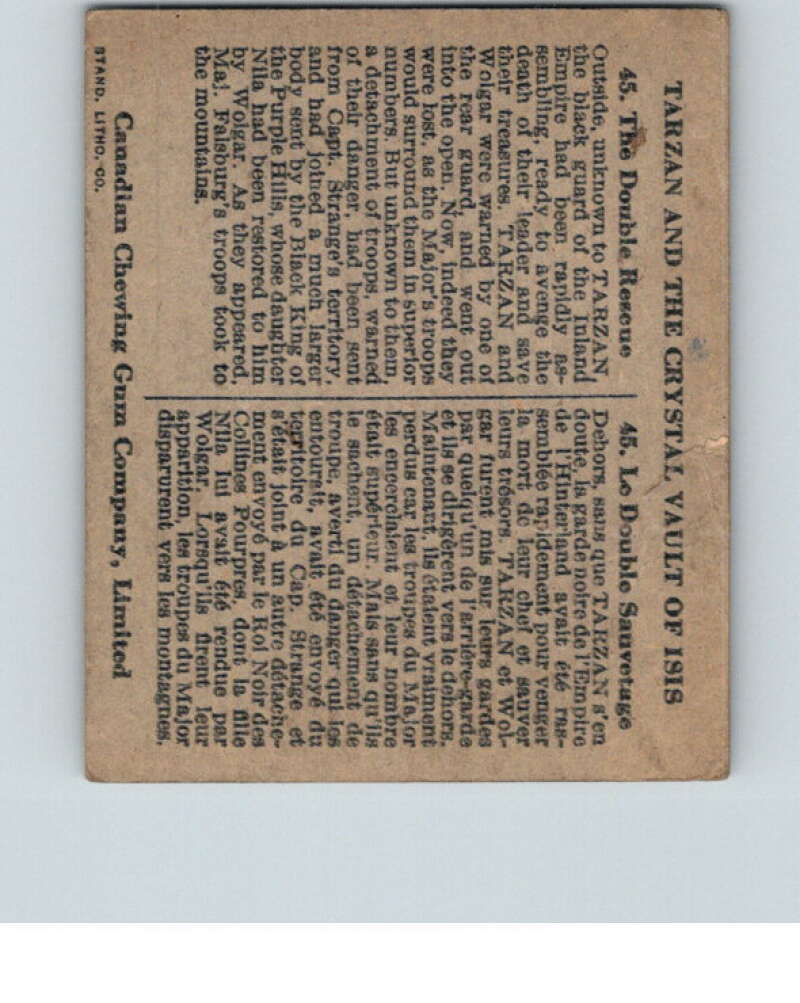 TARZAN AND THE CRYSTAL VAULT OF ISIS
45. The Double Rescue
Outside, unknown to TARZAN,
the black guard of the Inland
Empire had been rapidly as-
sembling, ready to avenge the
death of their leader and save
their treasures. TARZAN and
Wolgar were warned by one of
the rear guard, and went out
into the open. Now, indeed they
were lost, as the Major's troops
would surround them in superior
numbers. But unknown to them,
a detachment of troops, warned
of their danger, had been sent
from Capt. Strange's territory,
and had joined a much larger
body sent by the Black King of
the Purple Hills, whose daughter
Nila had been restored to him
by Wolgar. As they appeared,
Maj. Falsburg's troops took to
the mountains.
45. Le Double Sauvetage
Dehors, sans que TARZAN s'en
doute, la garde noire de l'Empire
de l'Hinterland avait été ras-
semblée rapidement pour venger
la mort de leur chef et sauver
leurs trésors. TARZAN et Wol-
gar furent mis sur leurs gardes
par quelqu'un de l'arrière-garde
et ils se dirigèrent vers le dehors.
Maintenant, ils étaient vraiment
perdus car les troupes du Major
les encerclaient et leur nombre
était supérieur. Mais sans qu'ils
le sachent, un détachement de
troupe, averti du danger qui les
entourait, avait été envoyé du
territoire du Cap. Strange et
s'était joint à un autre détache-
ment envoyé par le Roi Noir des
Collines Pourpres, dont la fille
Nila lui avait été rendue par
Wolgar. Lorsqu'ils firent leur
apparition, les troupes du Major
disparurent vers les montagnes.
Canadian Chewing Gum Company, Limited
STAND. LITHO. CO.